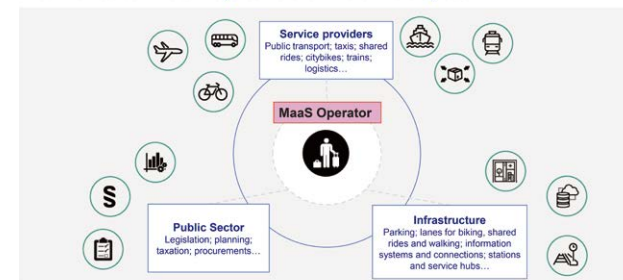 Service providers
Public transport; taxis; shared
rides; citybikes; trains;
logistics…
MaaS Operator
§
Public Sector
Legislation; planning;
taxation; procurements…
Infrastructure
Parking; lanes for biking, shared
rides and walking; information
systems and connections; stations
and service hubs…